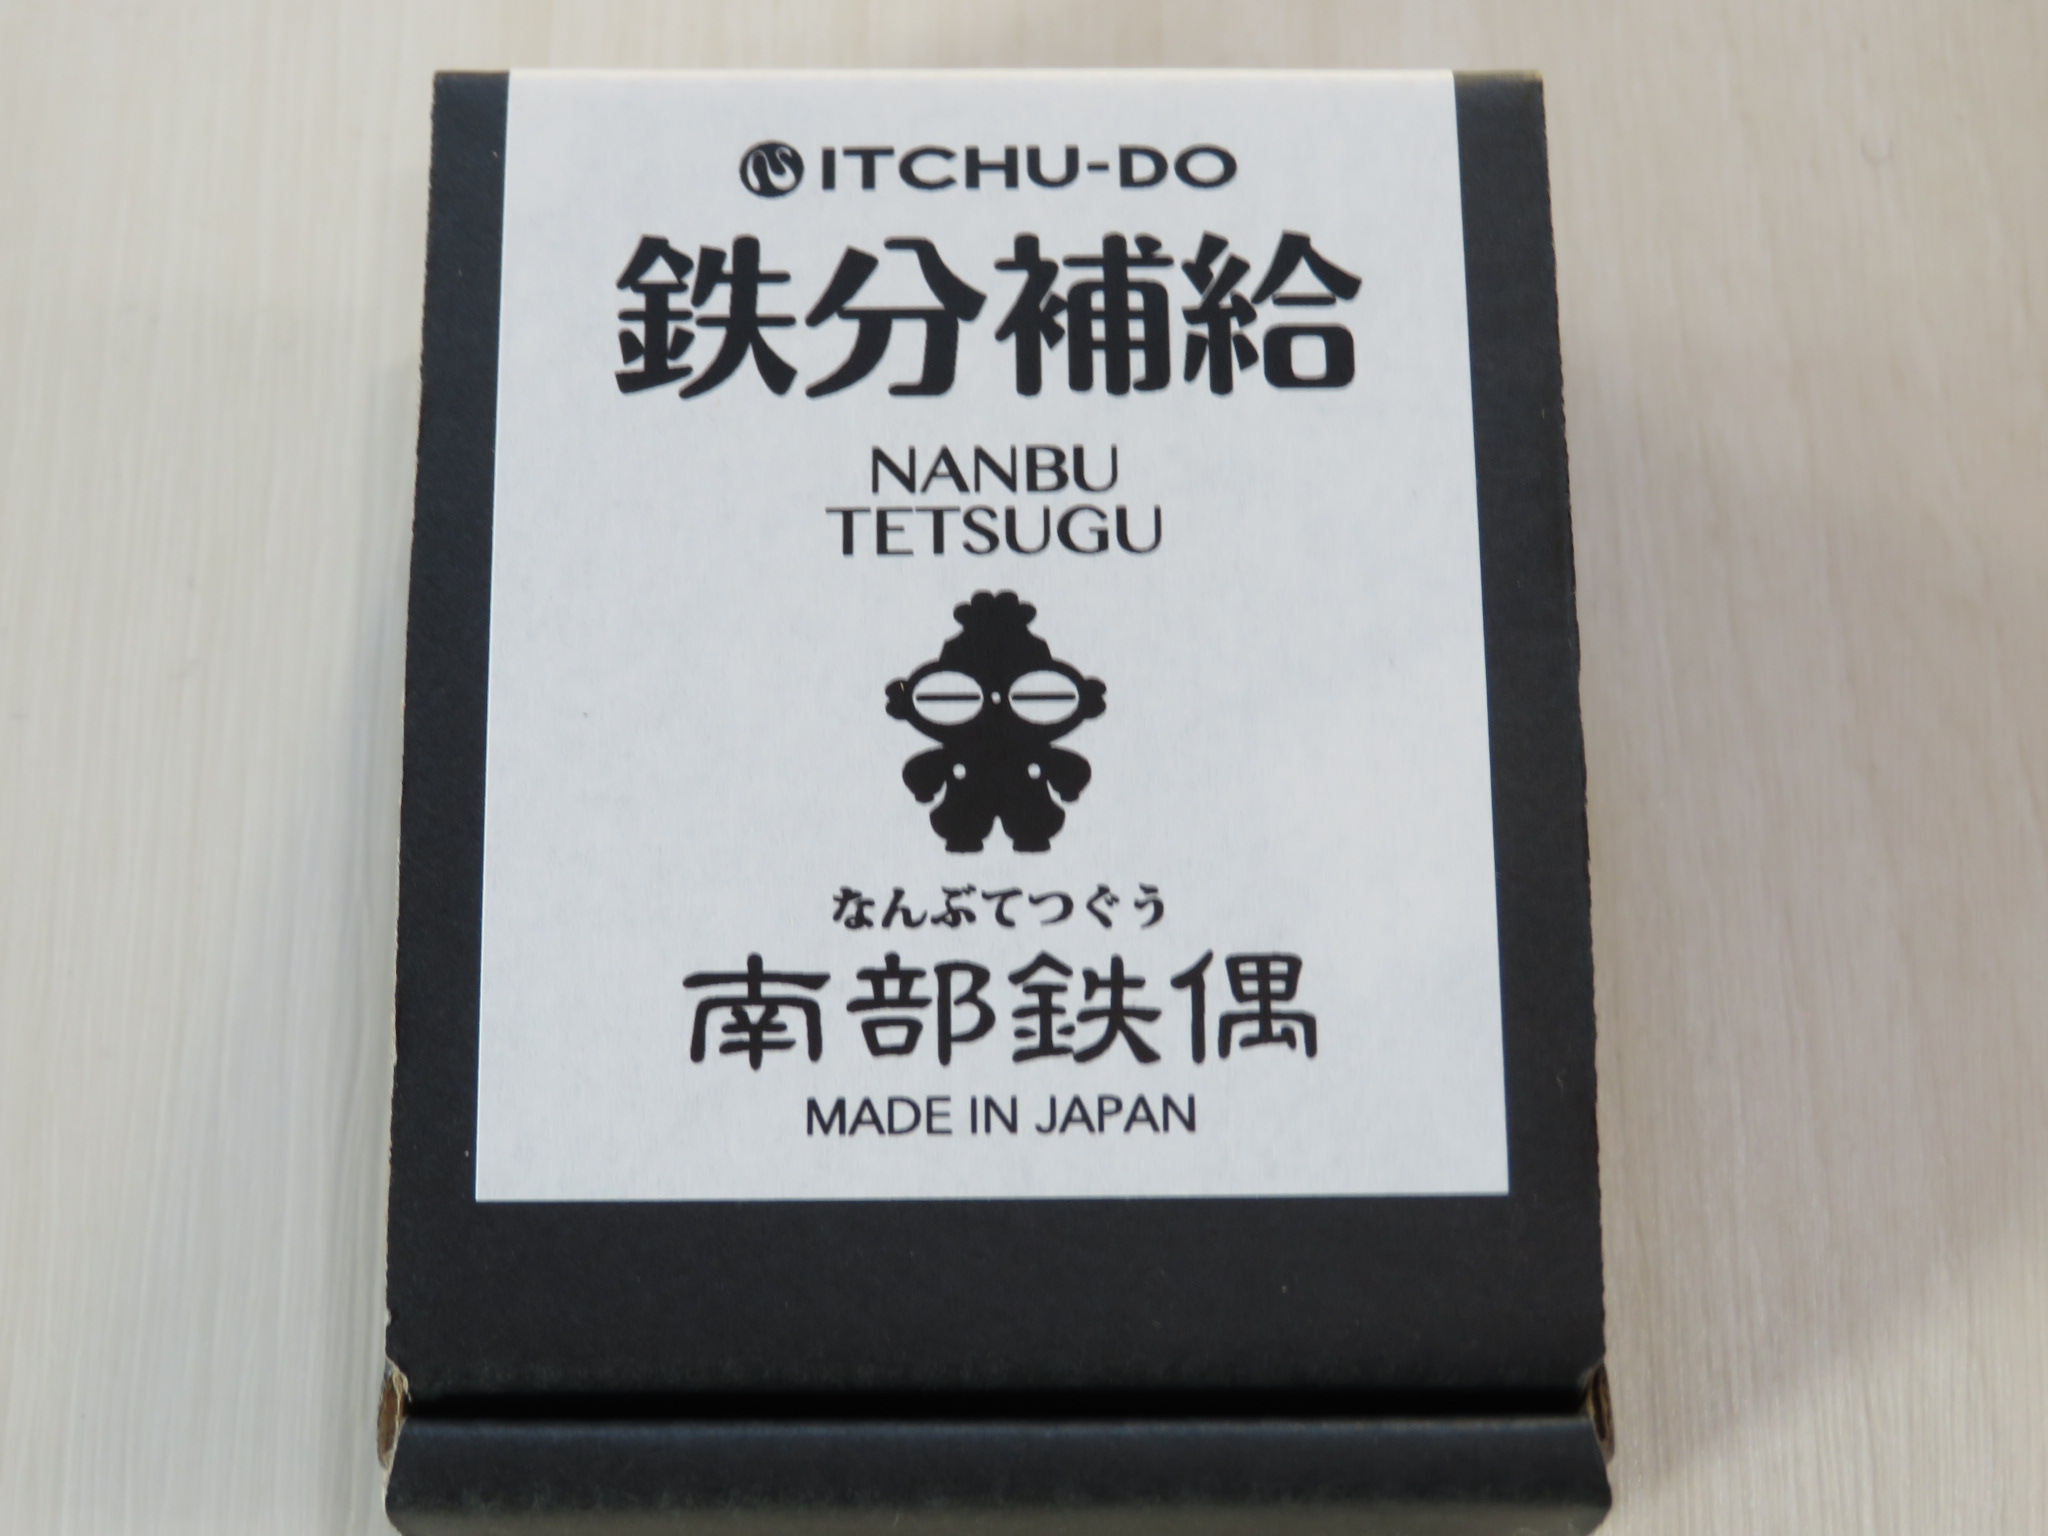 ITCHU-DO
鉄分補給
NANBU
TETSUGU
なんぶてつぐう
南部鉄偶
MADE IN JAPAN